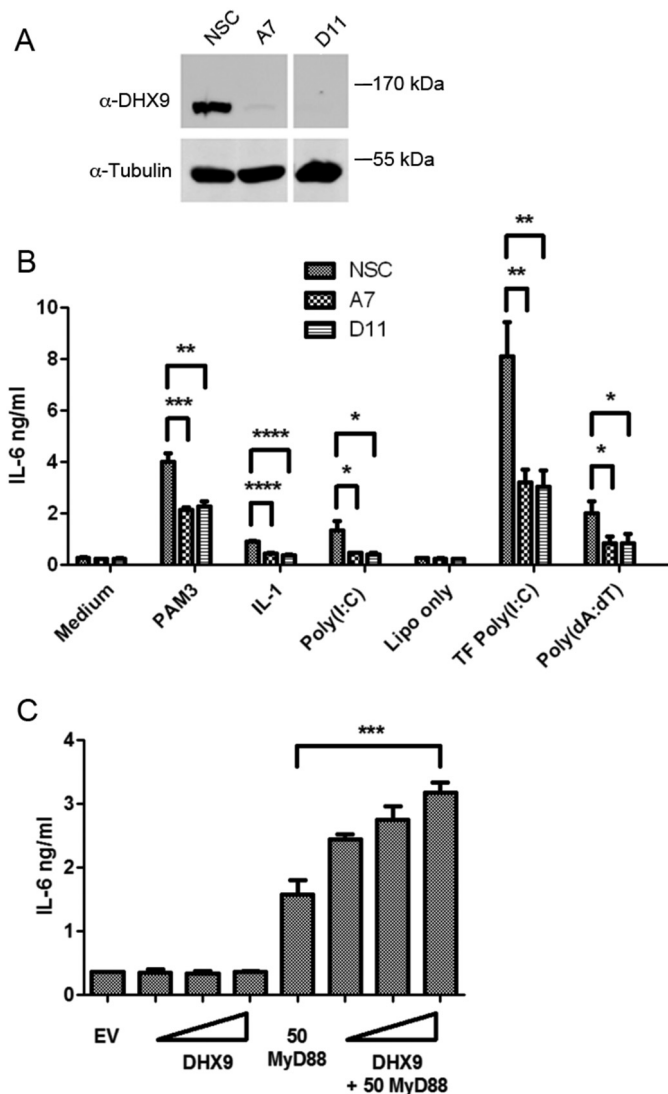 A
NSC
A7
D11
α-DHX9
—170 kDa
α-Tubulin
—55 kDa
B
NSC
A7
D11
IL-6 ng/ml
10
8
6
4
2
0
***
**
****
****
*
*
**
**
*
*
Medium
PAM3
IL-1
Poly(I:C)
Lipo only
TF Poly(I:C)
Poly(dA:dT)
C
IL-6 ng/ml
4
3
2
1
0
***
EV
DHX9
50
MyD88
DHX9
+ 50 MyD88